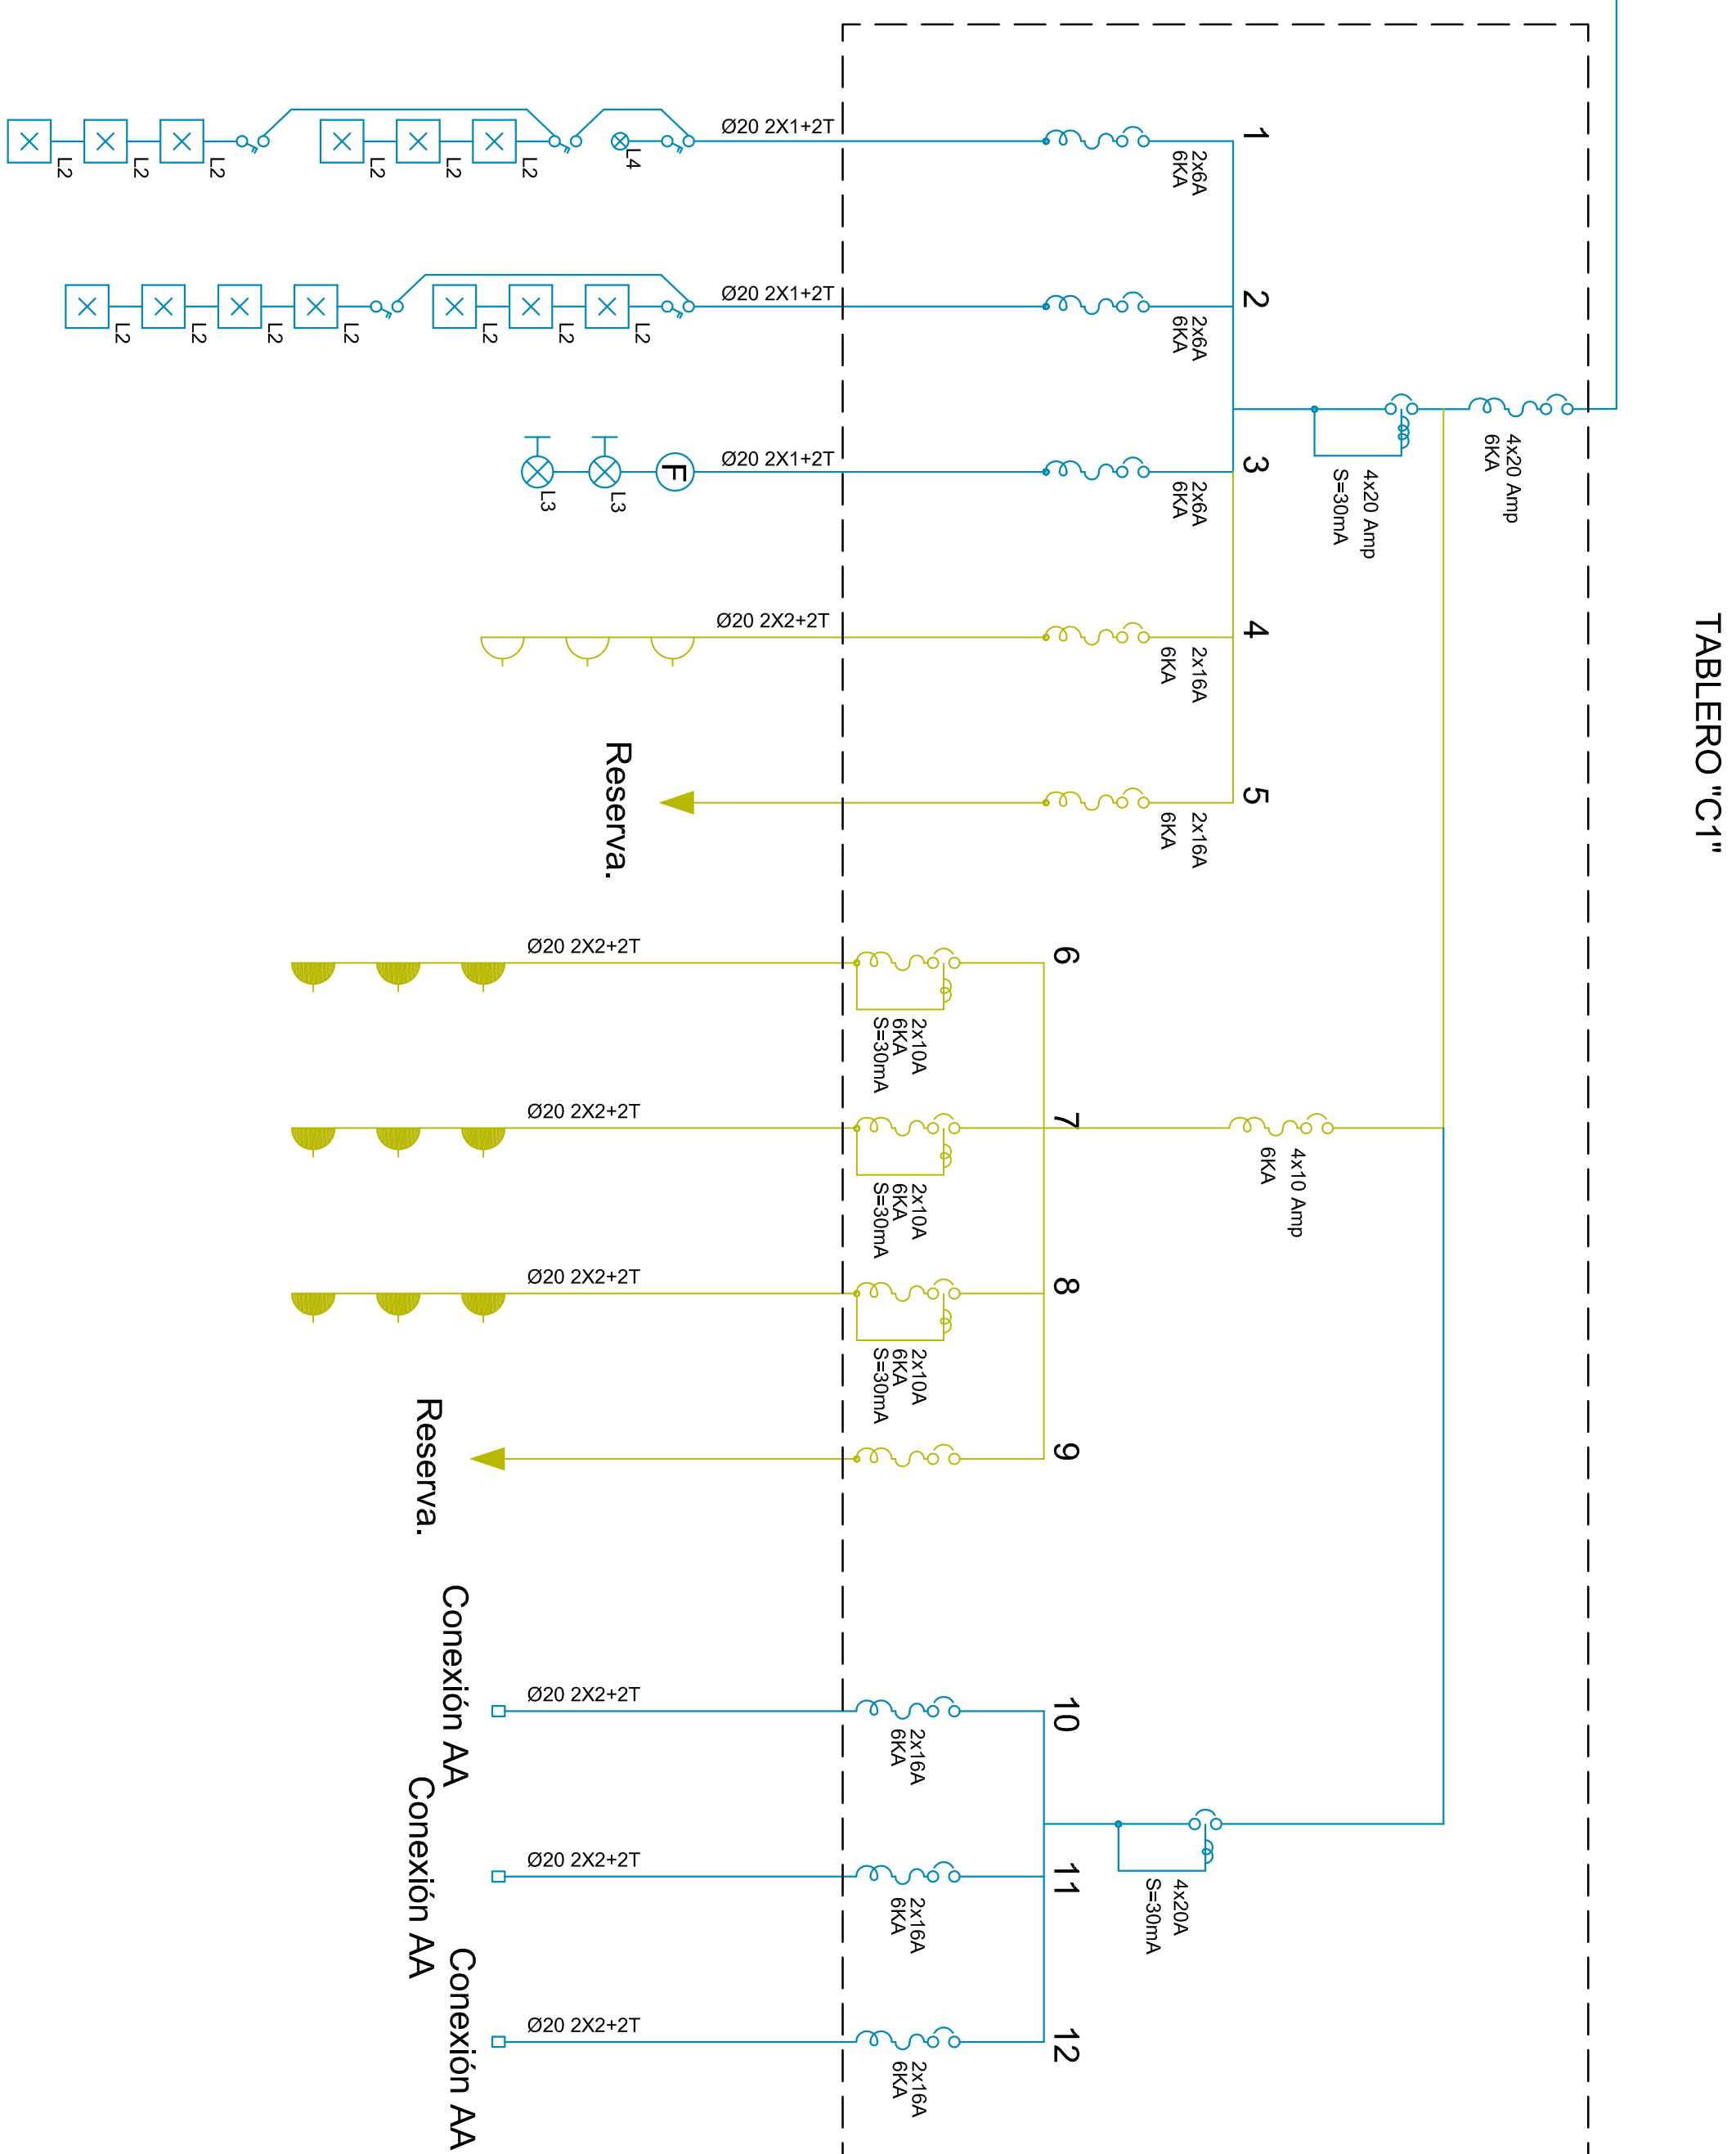 TABLERO "C1"
4x20 Amp
6KA
4x20 Amp
S=30mA
4x10 Amp
6KA
4x20A
S=30mA
1
2x6A
6KA
Ø20 2X1+2T
L4
L2
L2
L2
L2
L2
L2
2
2x6A
6KA
Ø20 2X1+2T
L2
L2
L2
L2
L2
L2
L2
3
2x6A
6KA
Ø20 2X1+2T
F
L3
L3
4
2x16A
6KA
Ø20 2X2+2T
5
2x16A
6KA
Reserva.
6
2x10A
6KA
S=30mA
Ø20 2X2+2T
7
2x10A
6KA
S=30mA
Ø20 2X2+2T
8
2x10A
6KA
S=30mA
Ø20 2X2+2T
9
Reserva.
10
2x16A
6KA
Ø20 2X2+2T
Conexión AA
11
2x16A
6KA
Ø20 2X2+2T
Conexión AA
12
2x16A
6KA
Ø20 2X2+2T
Conexión AA